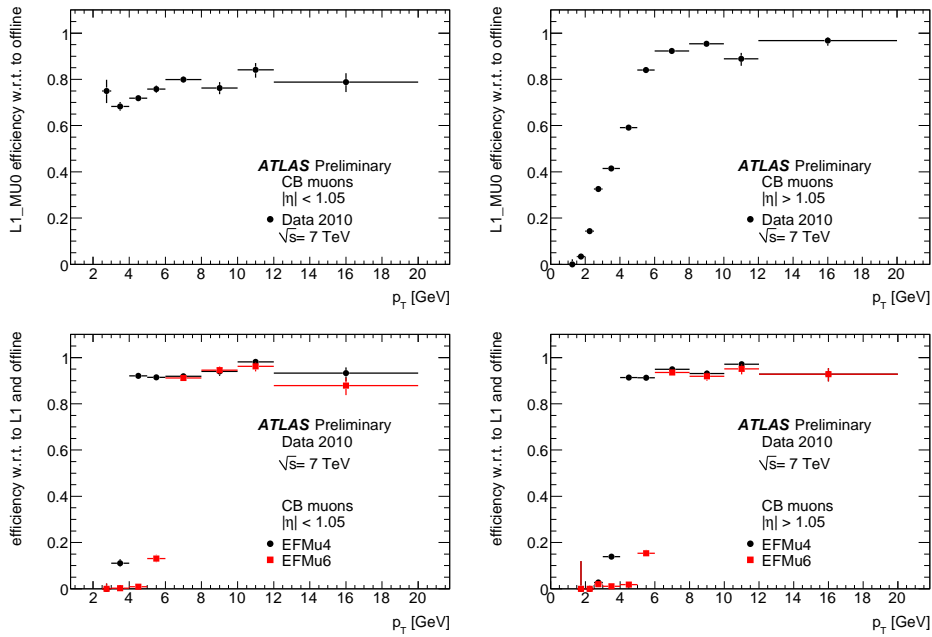 L1_MU0 efficiency w.r.t. to offline
1
0.8
0.6
0.4
0.2
0
ATLAS Preliminary
CB muons
|η| < 1.05
Data 2010
√s= 7 TeV
2 4 6 8 10 12 14 16 18 20
p_T [GeV]
L1_MU0 efficiency w.r.t. to offline
1
0.8
0.6
0.4
0.2
0
ATLAS Preliminary
CB muons
|η| > 1.05
Data 2010
√s= 7 TeV
0 2 4 6 8 10 12 14 16 18 20
p_T [GeV]
efficiency w.r.t. to L1 and offline
1
0.8
0.6
0.4
0.2
0
ATLAS Preliminary
Data 2010
√s= 7 TeV
CB muons
|η| < 1.05
EFMu4
EFMu6
2 4 6 8 10 12 14 16 18 20
p_T [GeV]
efficiency w.r.t. to L1 and offline
1
0.8
0.6
0.4
0.2
0
ATLAS Preliminary
Data 2010
√s= 7 TeV
CB muons
|η| > 1.05
EFMu4
EFMu6
0 2 4 6 8 10 12 14 16 18 20
p_T [GeV]